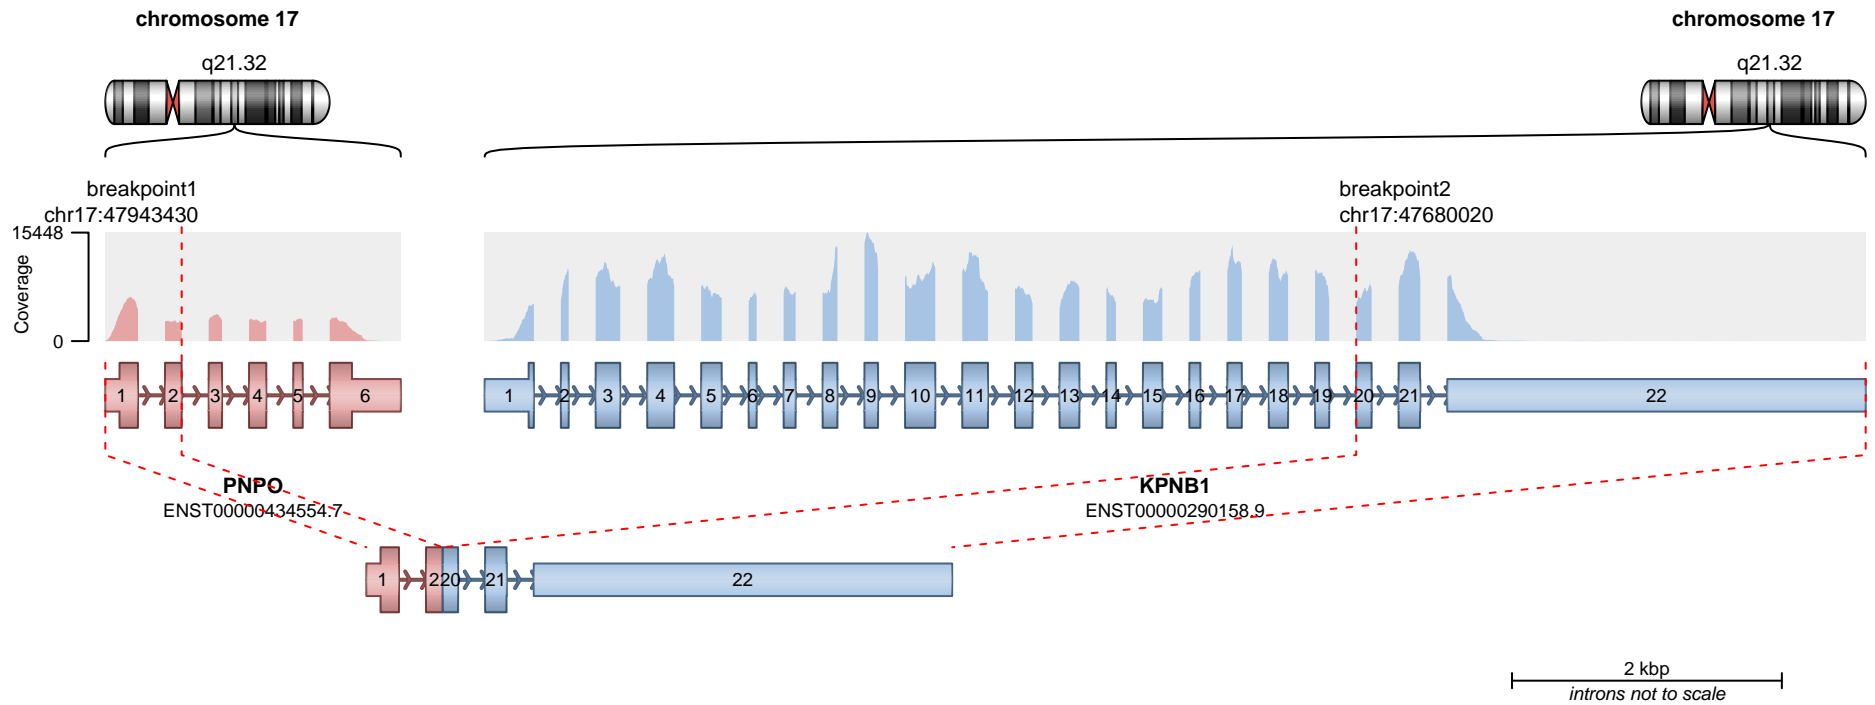 chromosome 17
chromosome 17
q21.32
q21.32
breakpoint1
chr17:47943430
breakpoint2
chr17:47680020
15448
Coverage
0
1 2 3 4 5 6
1 2 3 4 5 6 7 8 9 10 11 12 13 14 15 16 17 18 19 20 21 22
PNPO
ENST00000434554.7
KPNB1
ENST00000290158.9
1 2 20 21 22
2 kbp
introns not to scale